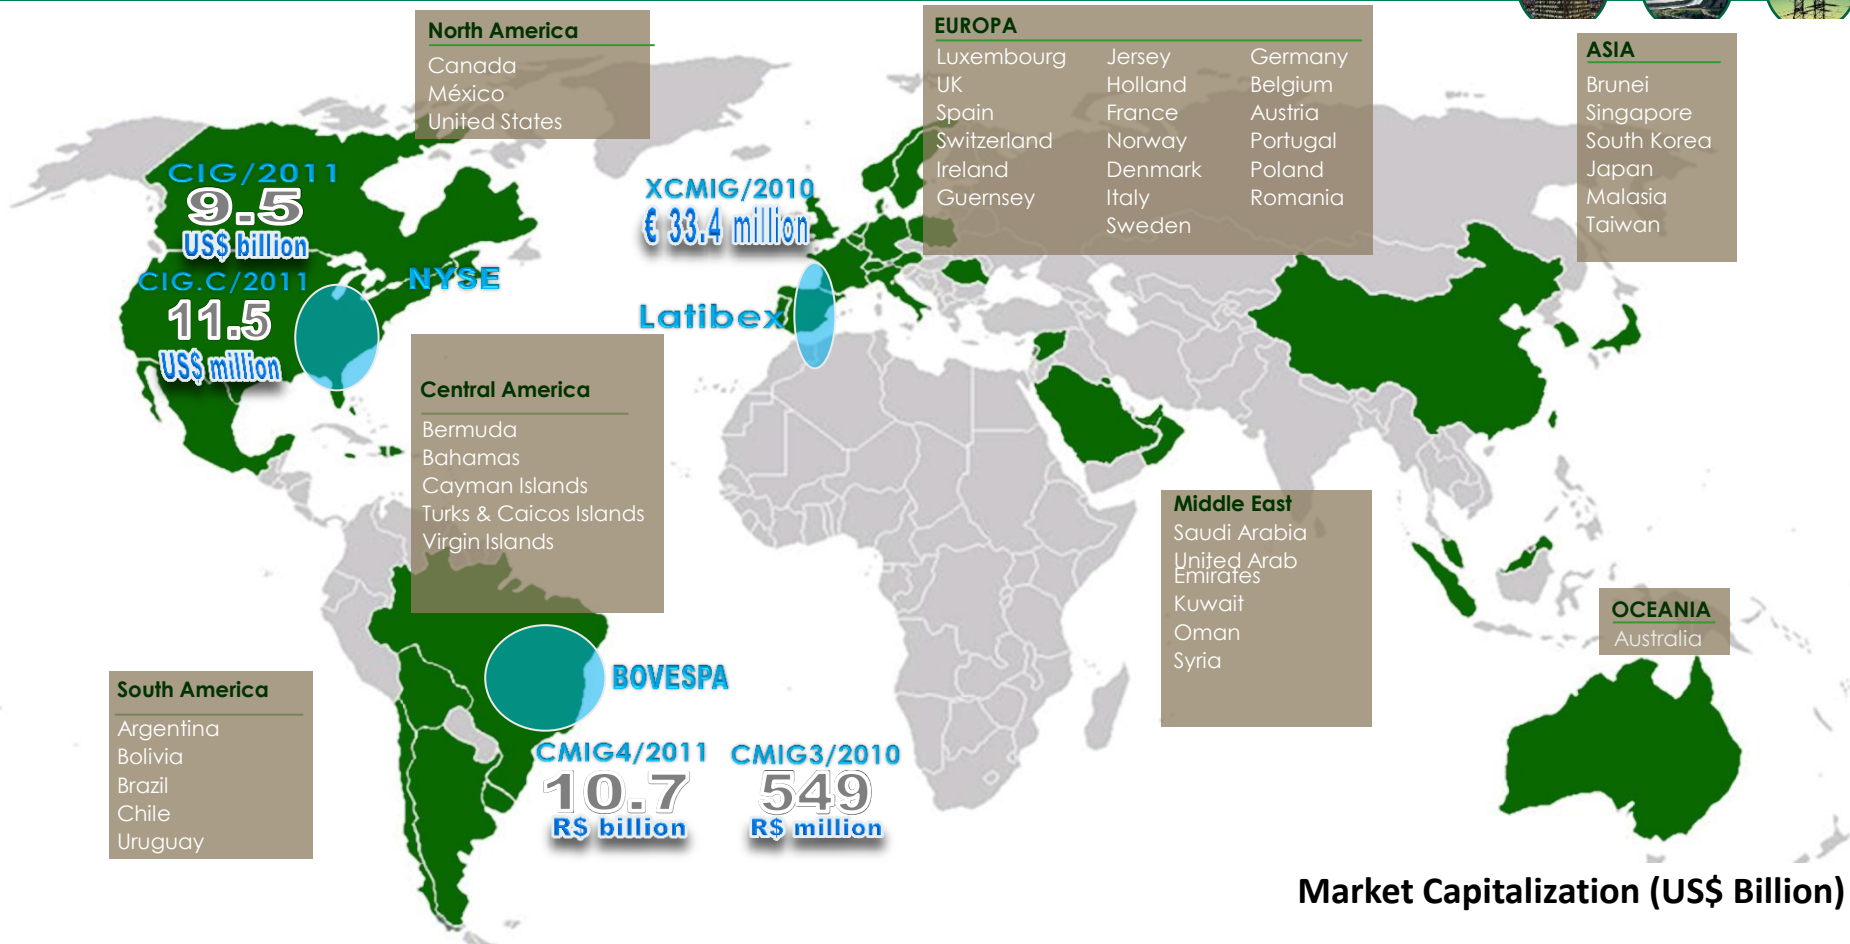 North America
Canada
México
United States
EUROPA
Luxembourg Jersey Germany
UK Holland Belgium
Spain France Austria
Switzerland Norway Portugal
Ireland Denmark Poland
Guernsey Italy Romania
Sweden
ASIA
Brunei
Singapore
South Korea
Japan
Malasia
Taiwan
CIG/2011
9.5
US$ billion
CIG.C/2011
11.5
US$ million
NYSE
XCMIG/2010
€ 33.4 million
Latibex
Central America
Bermuda
Bahamas
Cayman Islands
Turks & Caicos Islands
Virgin Islands
Middle East
Saudi Arabia
United Arab
Emirates
Kuwait
Oman
Syria
OCEANIA
Australia
South America
Argentina
Bolivia
Brazil
Chile
Uruguay
BOVESPA
CMIG4/2011
10.7
R$ billion
CMIG3/2010
549
R$ million
Market Capitalization (US$ Billion)